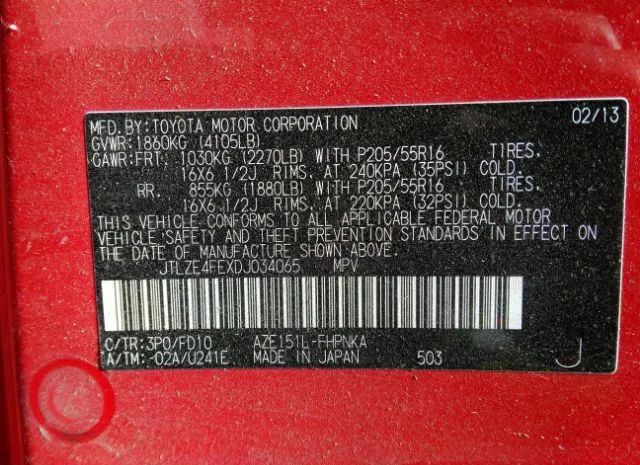 MFD.BY:TOYOTA MOTOR CORPORATION 02/13
GVWR:1860KG (4105LB)
GAWR:FRT. 1030KG (2270LB) WITH P205/55R16 TIRES.
16X6 1/2J RIMS. AT 240KPA (35PSI) COLD.
RR. 855KG (1880LB) WITH P205/55R16 TIRES.
16X6 1/2J RIMS. AT 220KPA (32PSI) COLD.
THIS VEHICLE CONFORMS TO ALL APPLICABLE FEDERAL MOTOR
VEHICLE SAFETY AND THEFT PREVENTION STANDARDS IN EFFECT ON
THE DATE OF MANUFACTURE SHOWN ABOVE.
JTLZE4FEXDJ034065 MPV
C/TR:3P0/FD10 AZE151L-FHPNKA
A/TM:-02A/U241E MADE IN JAPAN 503 J